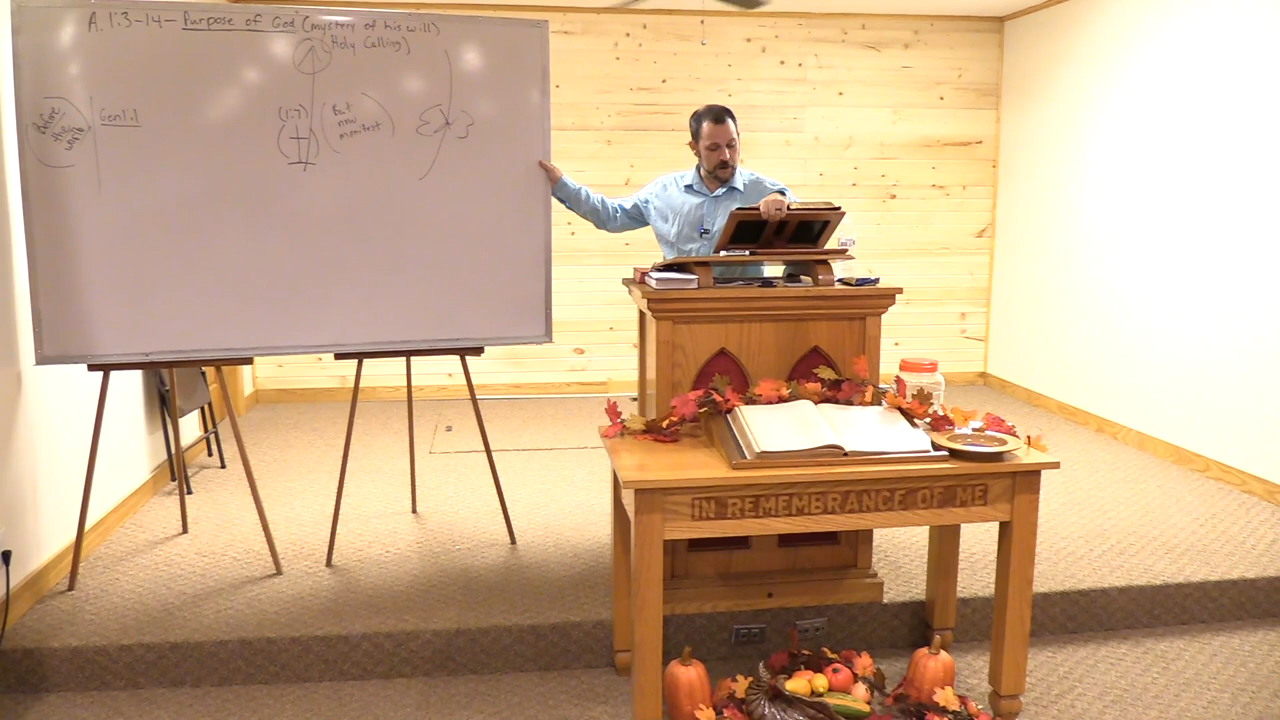 A. 1:3-14- Purpose of God (mystery of his will)
Holy Calling)
Before
the
world
Gen 1:1
(1:7)
But
now
manifest
IN REMEMBRANCE OF ME